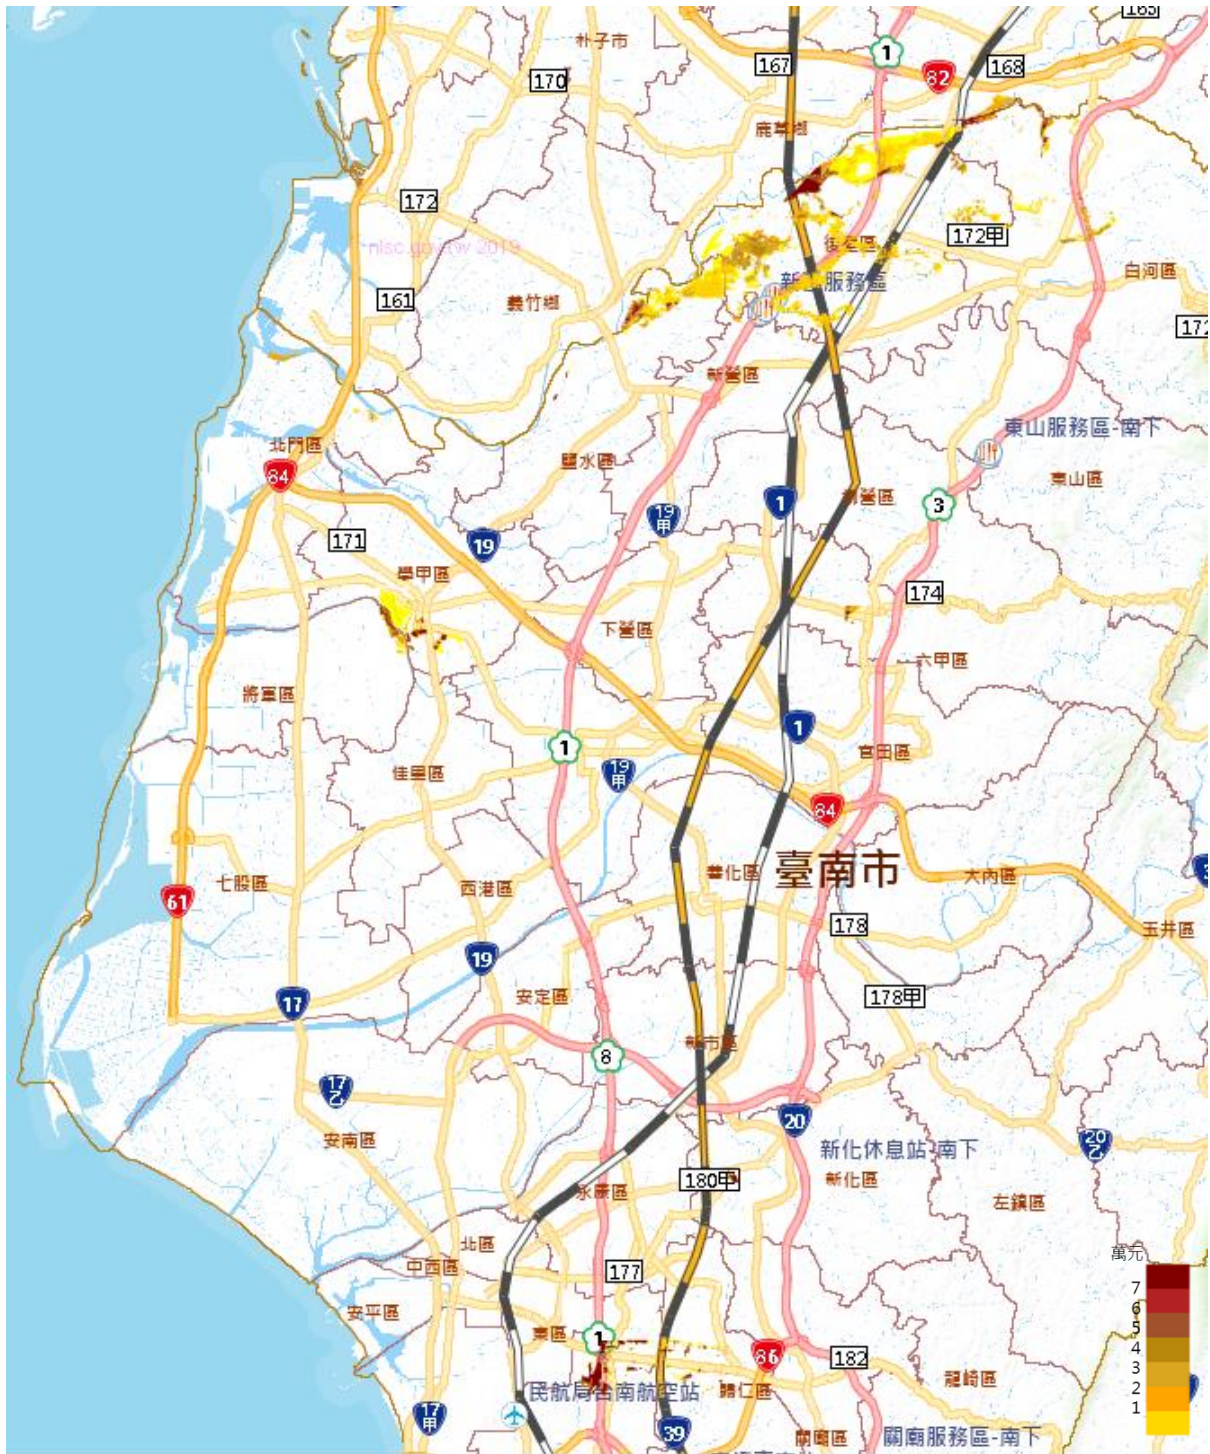 165
朴子市
167
1
168
170
82
鹿草鄉
172
nlsc.gov.tw 2019
172甲
後壁區
白河區
161
義竹鄉
服務區
172
新營區
北門區
東山服務區-南下
鹽水區
84
東山區
1
3
19甲
171
19
學甲區
174
下營區
六甲區
將軍區
1
1
官田區
佳里區
19甲
84
善化區
臺南市
大內區
七股區
西港區
61
178
玉井區
19
178甲
17
安定區
新市區
8
17乙
20
安南區
20乙
新化休息站-南下
180甲
新化區
永康區
左鎮區
北區
萬元
中西區
177
7
6
5
4
3
2
1
安平區
東區
1
86
182
龍崎區
民航局台南航空站
歸仁區
17甲
39
關廟區
關廟服務區-南下